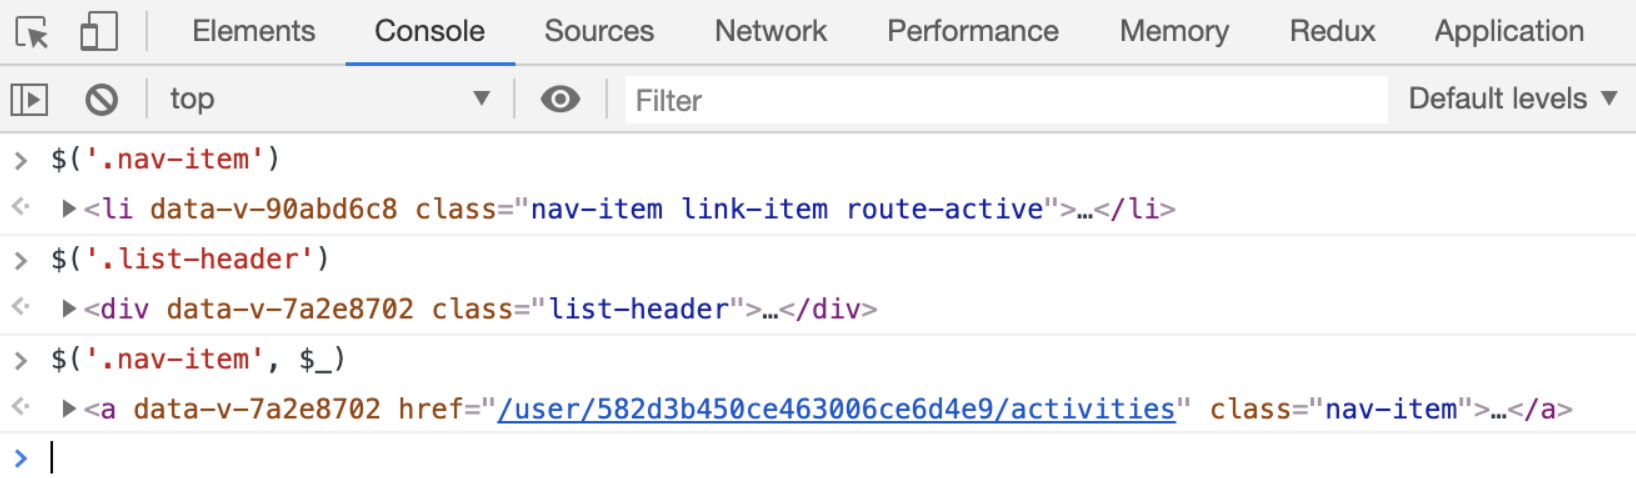 Elements Console Sources Network Performance Memory Redux Application
top Filter Default levels
$('.nav-item')
<li data-v-90abd6c8 class="nav-item link-item route-active">…</li>
$('.list-header')
<div data-v-7a2e8702 class="list-header">…</div>
$('.nav-item', $_)
<a data-v-7a2e8702 href="/user/582d3b450ce463006ce6d4e9/activities" class="nav-item">…</a>